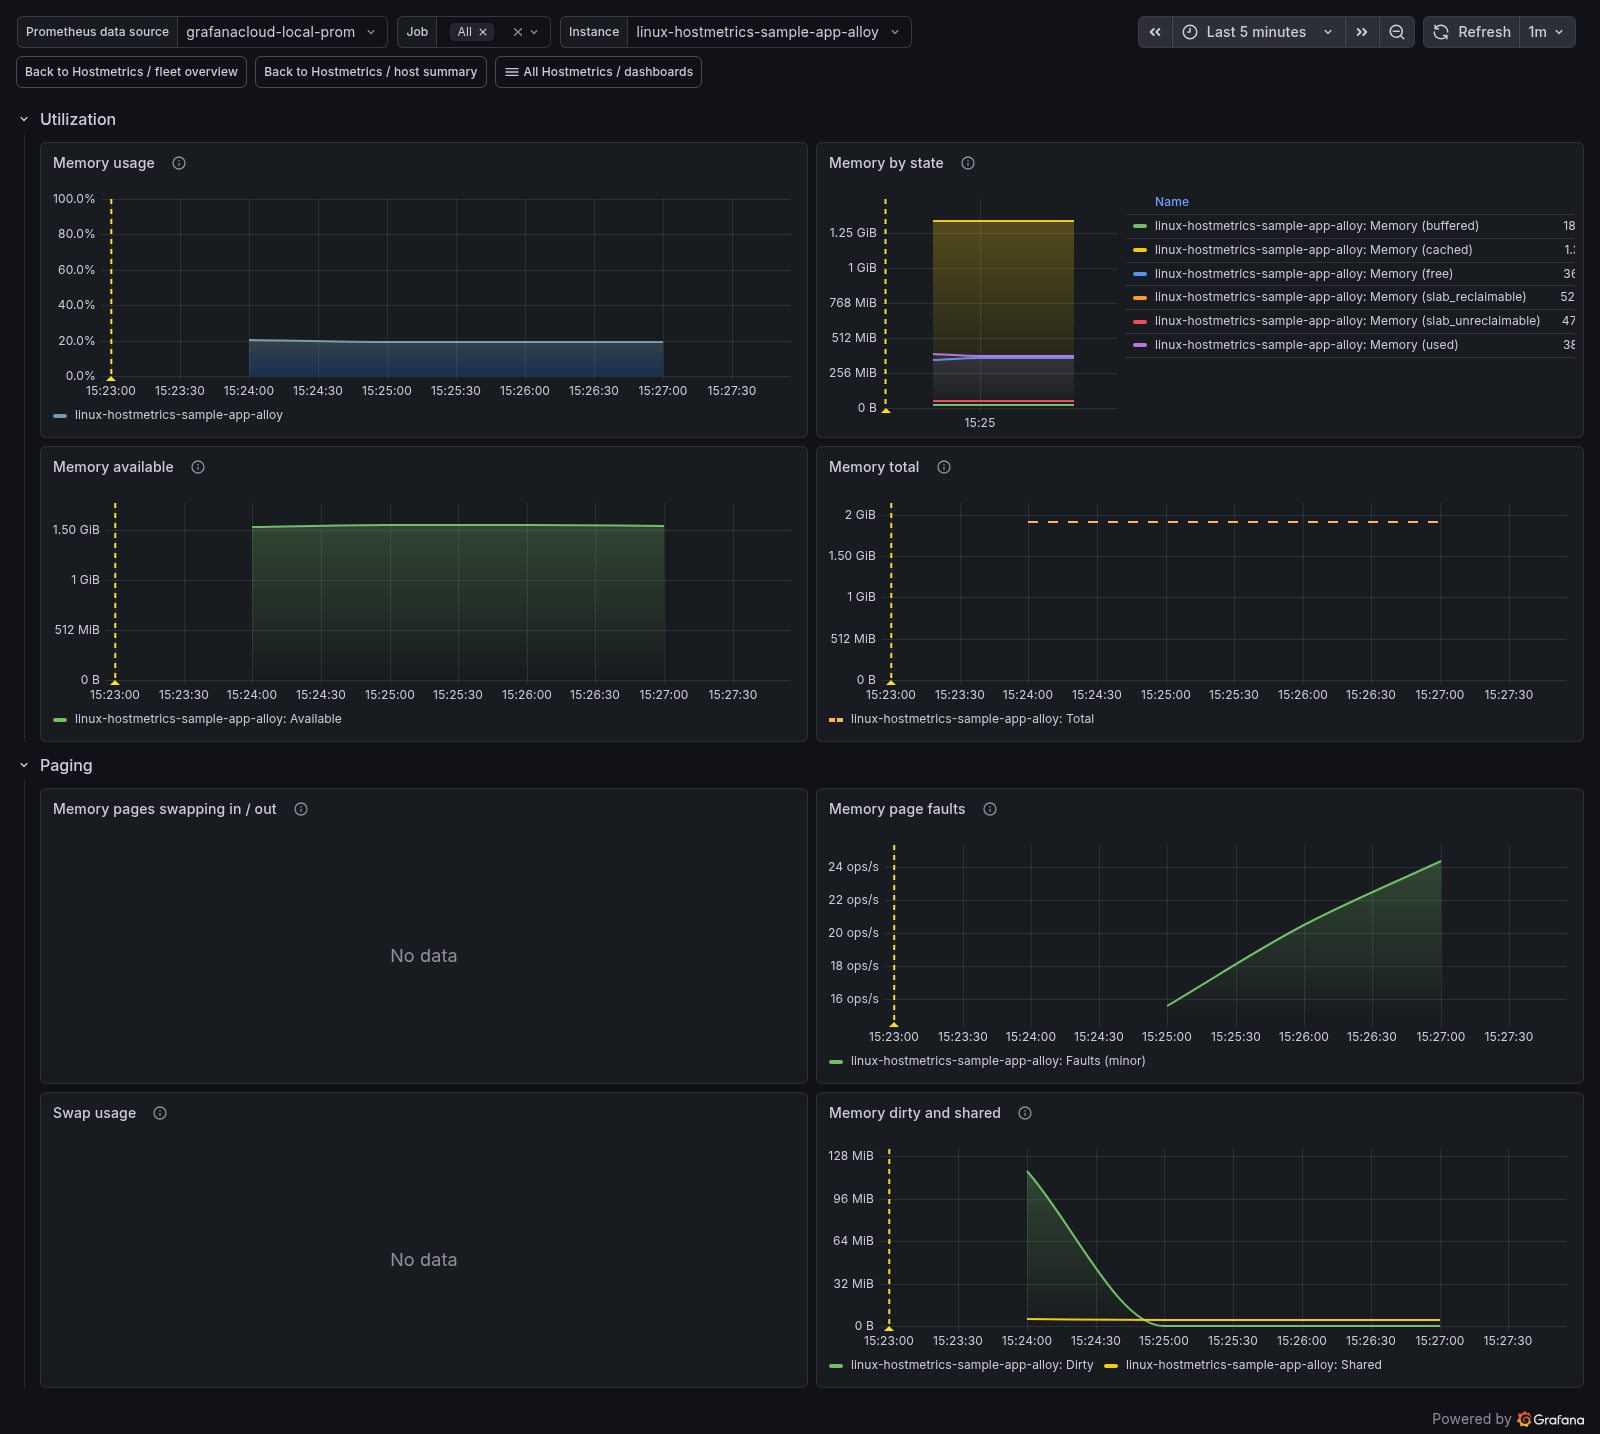 Prometheus data source grafanacloud-local-prom Job All Instance linux-hostmetrics-sample-app-alloy Last 5 minutes Refresh 1m
Back to Hostmetrics / fleet overview Back to Hostmetrics / host summary All Hostmetrics / dashboards
Utilization
Memory usage
100.0%
80.0%
60.0%
40.0%
20.0%
0.0%
15:23:00 15:23:30 15:24:00 15:24:30 15:25:00 15:25:30 15:26:00 15:26:30 15:27:00 15:27:30
linux-hostmetrics-sample-app-alloy
Memory by state
1.25 GiB
1 GiB
768 MiB
512 MiB
256 MiB
0 B
15:25
Name
linux-hostmetrics-sample-app-alloy: Memory (buffered) 18
linux-hostmetrics-sample-app-alloy: Memory (cached)
linux-hostmetrics-sample-app-alloy: Memory (free) 36
linux-hostmetrics-sample-app-alloy: Memory (slab_reclaimable) 52
linux-hostmetrics-sample-app-alloy: Memory (slab_unreclaimable) 47
linux-hostmetrics-sample-app-alloy: Memory (used) 38
Memory available
1.50 GiB
1 GiB
512 MiB
0 B
15:23:00 15:23:30 15:24:00 15:24:30 15:25:00 15:25:30 15:26:00 15:26:30 15:27:00 15:27:30
linux-hostmetrics-sample-app-alloy: Available
Memory total
2 GiB
1.50 GiB
1 GiB
512 MiB
0 B
15:23:00 15:23:30 15:24:00 15:24:30 15:25:00 15:25:30 15:26:00 15:26:30 15:27:00 15:27:30
linux-hostmetrics-sample-app-alloy: Total
Paging
Memory pages swapping in / out
No data
Memory page faults
24 ops/s
22 ops/s
20 ops/s
18 ops/s
16 ops/s
15:23:00 15:23:30 15:24:00 15:24:30 15:25:00 15:25:30 15:26:00 15:26:30 15:27:00 15:27:30
linux-hostmetrics-sample-app-alloy: Faults (minor)
Swap usage
No data
Memory dirty and shared
128 MiB
96 MiB
64 MiB
32 MiB
0 B
15:23:00 15:23:30 15:24:00 15:24:30 15:25:00 15:25:30 15:26:00 15:26:30 15:27:00 15:27:30
linux-hostmetrics-sample-app-alloy: Dirty linux-hostmetrics-sample-app-alloy: Shared
Powered by Grafana